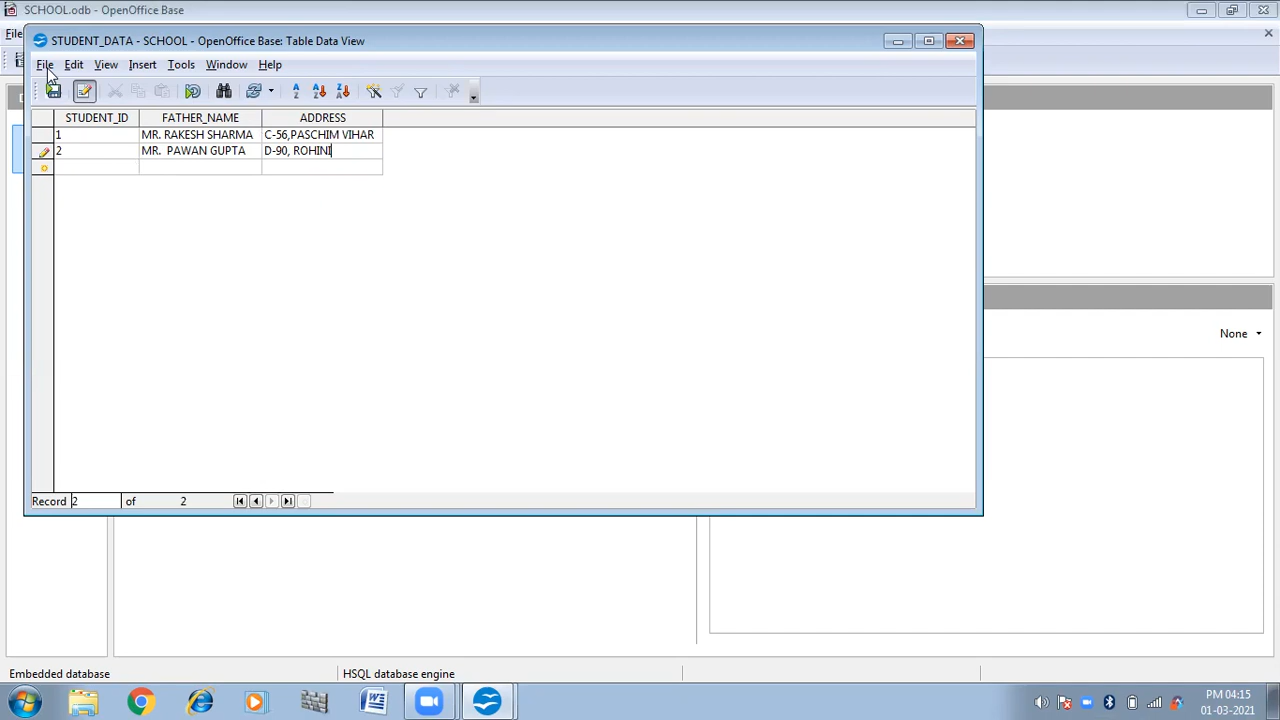 SCHOOL.odb - OpenOffice Base
File
STUDENT_DATA - SCHOOL - OpenOffice Base: Table Data View
File Edit View Insert Tools Window Help
STUDENT_ID FATHER_NAME ADDRESS
1 MR. RAKESH SHARMA C-56,PASCHIM VIHAR
2 MR. PAWAN GUPTA D-90, ROHINI
None
Record 2 of 2
Embedded database HSQL database engine
PM 04:15
01-03-2021